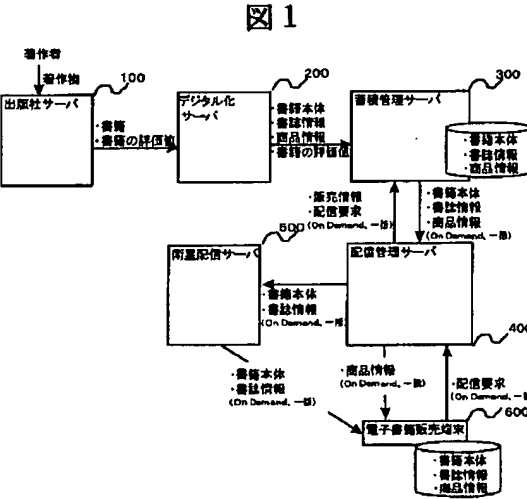 図１
著作者
著作物
100
出版社サーバ
・書籍
・書籍の評価値
200
デジタル化
サーバ
・書籍本体
・書誌情報
・商品情報
・書籍の評価値
300
蓄積管理サーバ
・書籍本体
・書誌情報
・商品情報
・販売情報
・配信要求
(On Demand、一括)
・書籍本体
・書誌情報
・商品情報
(On Demand、一括)
500
衛星配信サーバ
・書籍本体
・書誌情報
(On Demand、一括)
配信管理サーバ
400
・書籍本体
・書誌情報
(On Demand、一括)
・商品情報
(On Demand、一括)
・配信要求
(On Demand、一括)
600
電子書籍販売端末
・書籍本体
・書誌情報
・商品情報